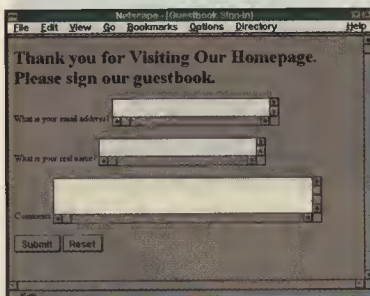 Netscape - [Guestbook Sign-in]
File Edit View Go Bookmarks Options Directory Help
Thank you for Visiting Our Homepage.
Please sign our guestbook.
What is your email address?
What is your real name?
Comments
Submit Reset